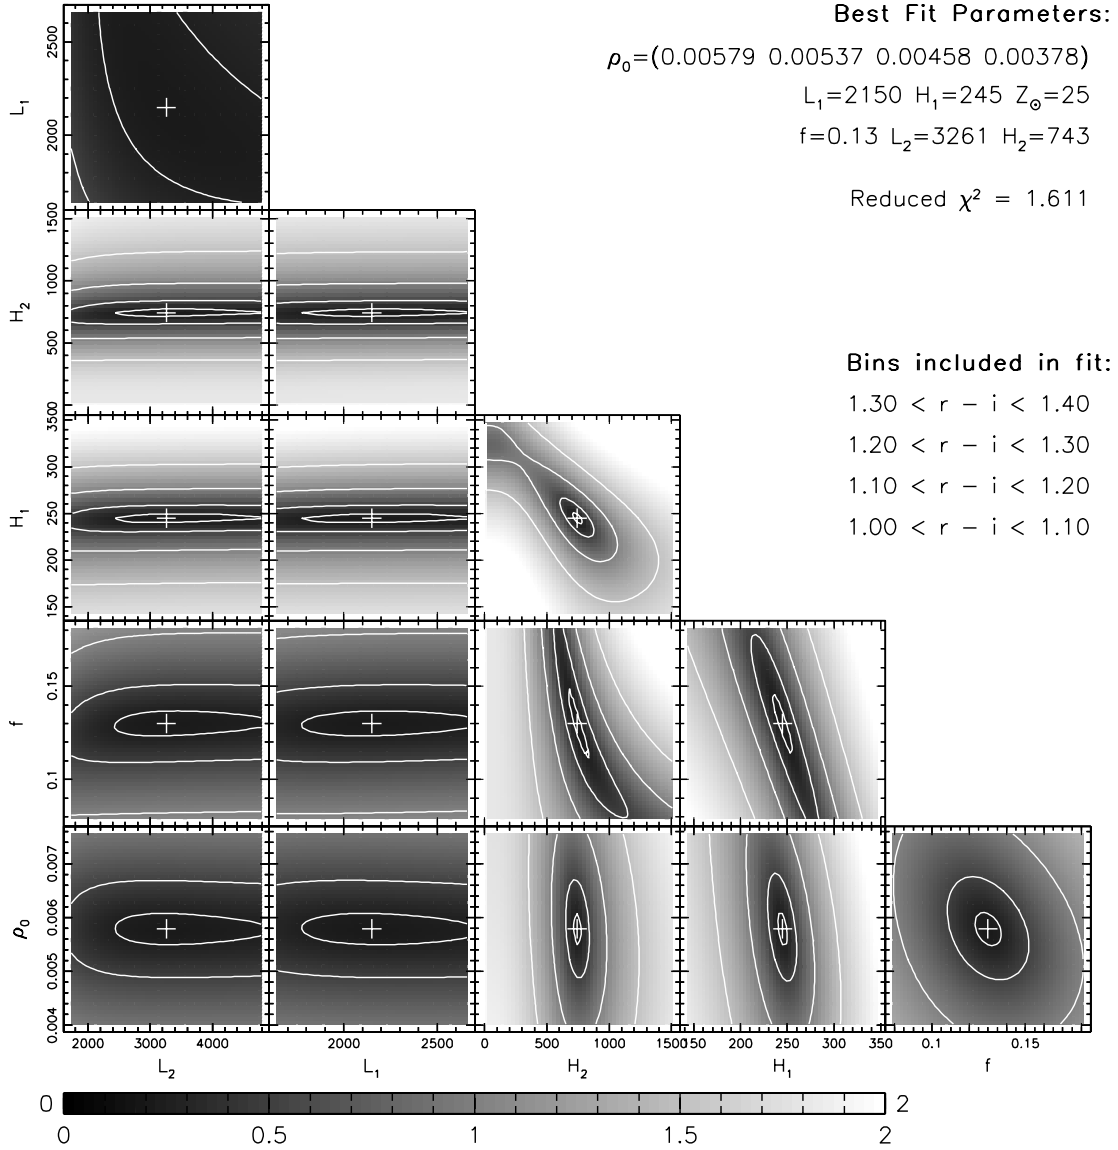 Best Fit Parameters:
ρ₀=(0.00579 0.00537 0.00458 0.00378)
L₁=2150 H₁=245 Z⊙=25
f=0.13 L₂=3261 H₂=743
Reduced χ² = 1.611
Bins included in fit:
1.30 < r – i < 1.40
1.20 < r – i < 1.30
1.10 < r – i < 1.20
1.00 < r – i < 1.10
L₁
2500
2000
H₂
1500
1000
500
H₁
350
300
250
200
150
f
0.15
0.1
ρ₀
0.007
0.006
0.005
0.004
2000 3000 4000
2000 2500
0 500 1000 1500
150 200 250 300 350
0.1 0.15
L₂ L₁ H₂ H₁ f
0 2
0 0.5 1 1.5 2